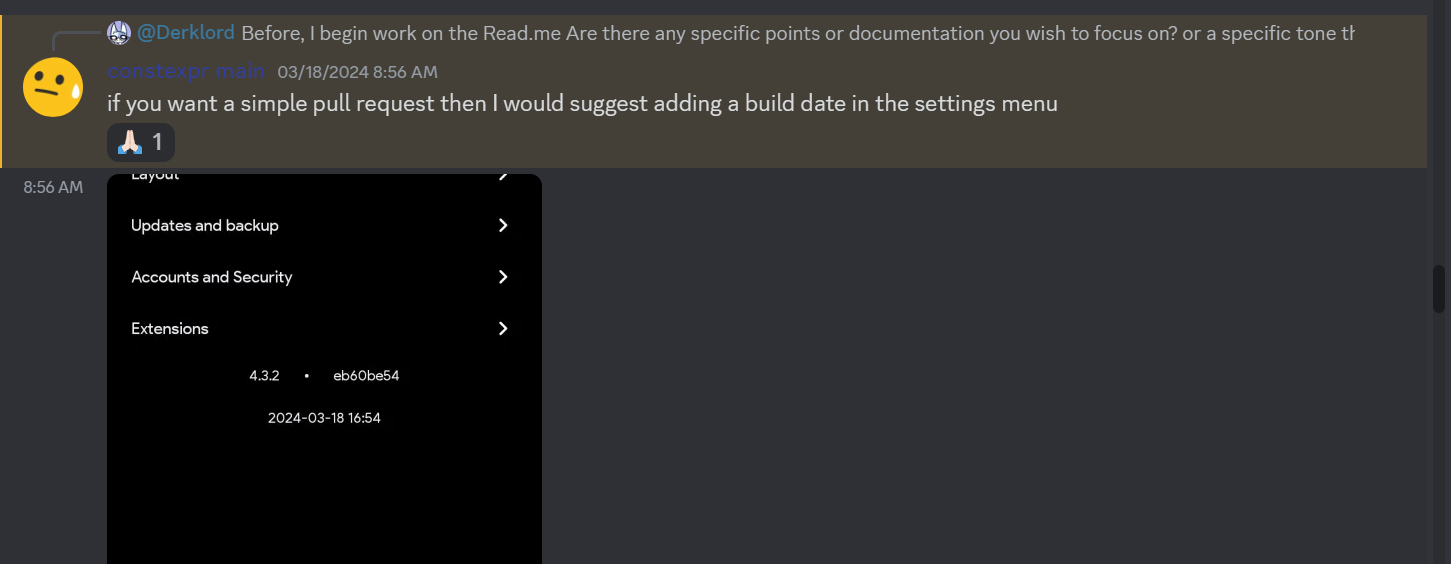 @Derklord Before, I begin work on the Read.me Are there any specific points or documentation you wish to focus on? or a specific tone
constexpr main 03/18/2024 8:56 AM
if you want a simple pull request then I would suggest adding a build date in the settings menu
1
8:56 AM
Layout
Updates and backup
Accounts and Security
Extensions
4.3.2 • eb60be54
2024-03-18 16:54